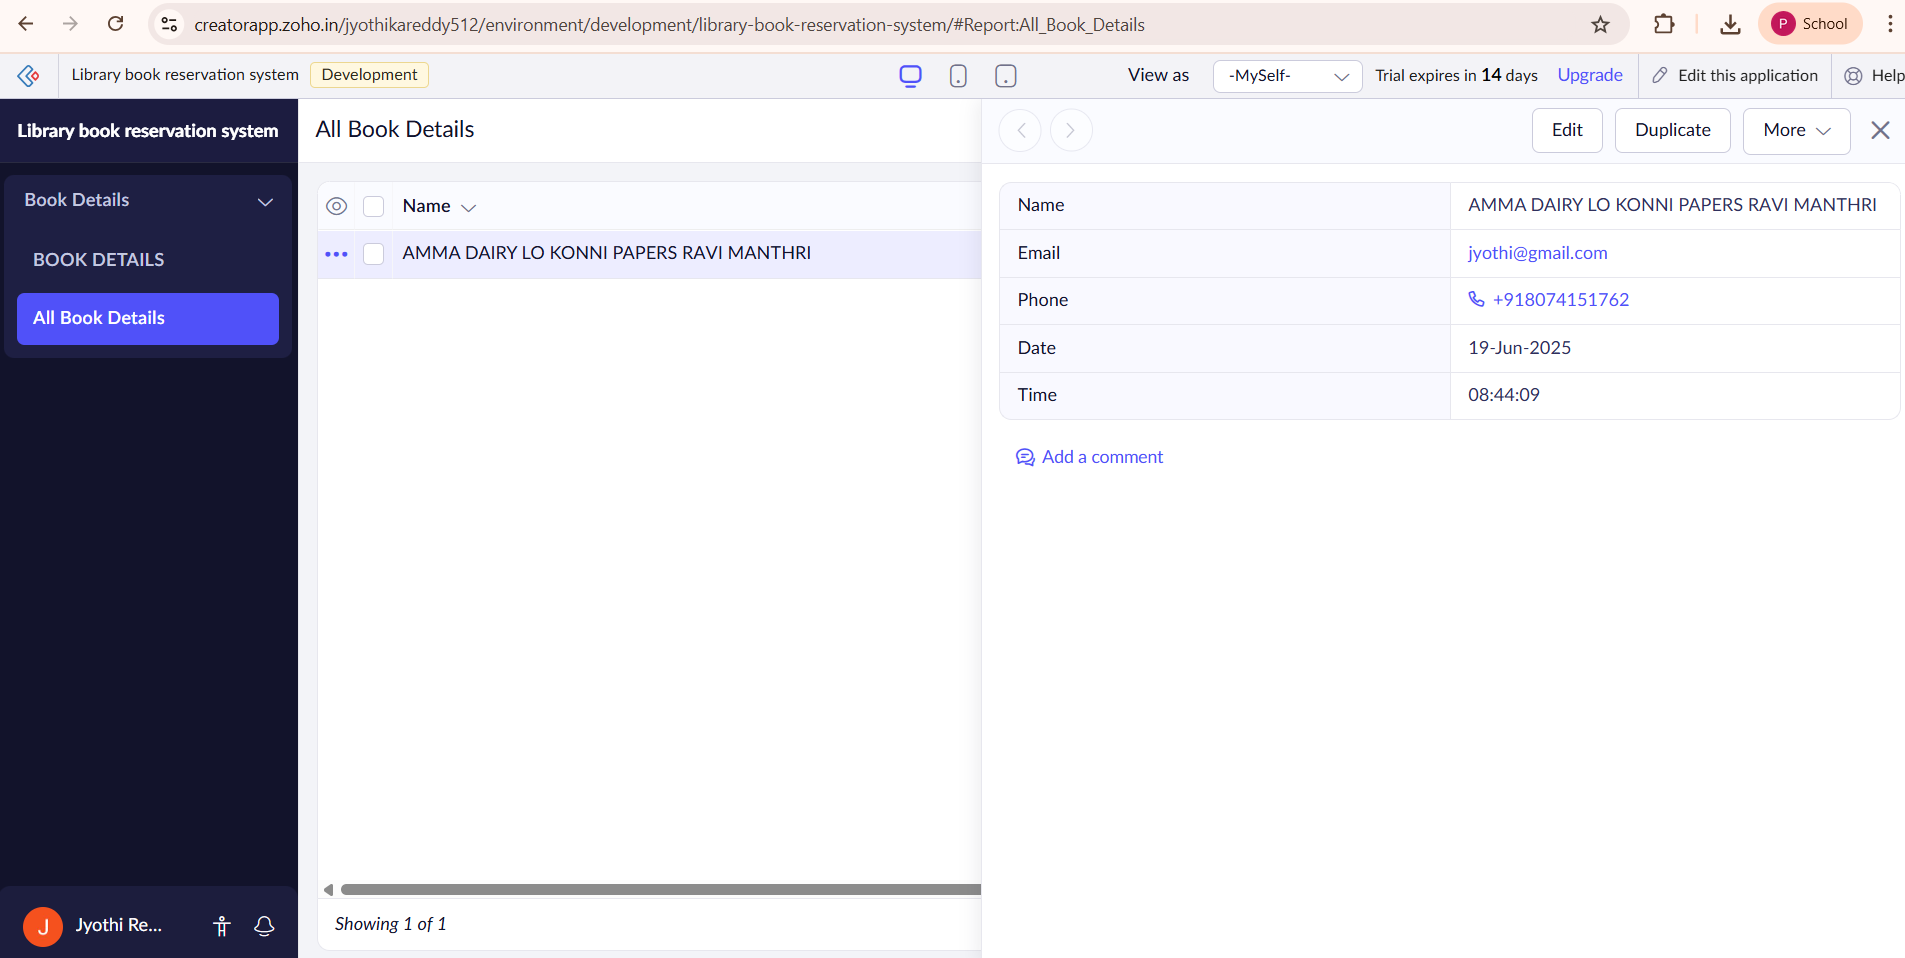 creatorapp.zoho.in/jyothikareddy512/environment/development/library-book-reservation-system/#Report:All_Book_Details
P School
Library book reservation system Development View as -MySelf- Trial expires in 14 days Upgrade Edit this application Help
Library book reservation system
Book Details
BOOK DETAILS
All Book Details
J Jyothi Re...
All Book Details
Name
AMMA DAIRY LO KONNI PAPERS RAVI MANTHRI
Showing 1 of 1
Edit Duplicate More
Name AMMA DAIRY LO KONNI PAPERS RAVI MANTHRI
Email jyothi@gmail.com
Phone +918074151762
Date 19-Jun-2025
Time 08:44:09
Add a comment